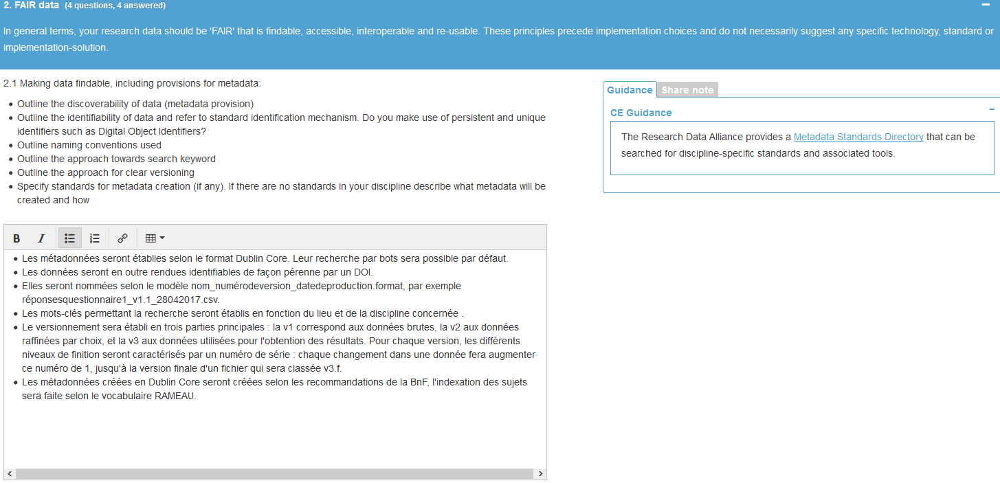 2. FAIR data (4 questions, 4 answered)
In general terms, your research data should be 'FAIR' that is findable, accessible, interoperable and re-usable. These principles precede implementation choices and do not necessarily suggest any specific technology, standard or
implementation-solution.
2.1 Making data findable, including provisions for metadata:
Outline the discoverability of data (metadata provision)
Outline the identifiability of data and refer to standard identification mechanism. Do you make use of persistent and unique
identifiers such as Digital Object Identifiers?
Outline naming conventions used
Outline the approach towards search keyword
Outline the approach for clear versioning
Specify standards for metadata creation (if any). If there are no standards in your discipline describe what metadata will be
created and how
Guidance Share note
CE Guidance
The Research Data Alliance provides a Metadata Standards Directory that can be
searched for discipline-specific standards and associated tools.
B I
Les métadonnées seront établies selon le format Dublin Core. Leur recherche par bots sera possible par défaut.
Les données seront en outre rendues identifiables de façon pérenne par un DOI.
Elles seront nommées selon le modèle nom_numérodeversion_datedeproduction.format, par exemple
réponsesquestionnaire1_v1.1_28042017.csv.
Les mots-clés permettant la recherche seront établis en fonction du lieu et de la discipline concernée .
Le versionnement sera établi en trois parties principales : la v1 correspond aux données brutes, la v2 aux données
raffinées par choix, et la v3 aux données utilisées pour l'obtention des résultats. Pour chaque version, les différents
niveaux de finition seront caractérisés par un numéro de série : chaque changement dans une donnée fera augmenter
ce numéro de 1, jusqu'à la version finale d'un fichier qui sera classée v3.f.
Les métadonnées créées en Dublin Core seront créées selon les recommandations de la BnF, l'indexation des sujets
sera faite selon le vocabulaire RAMEAU.